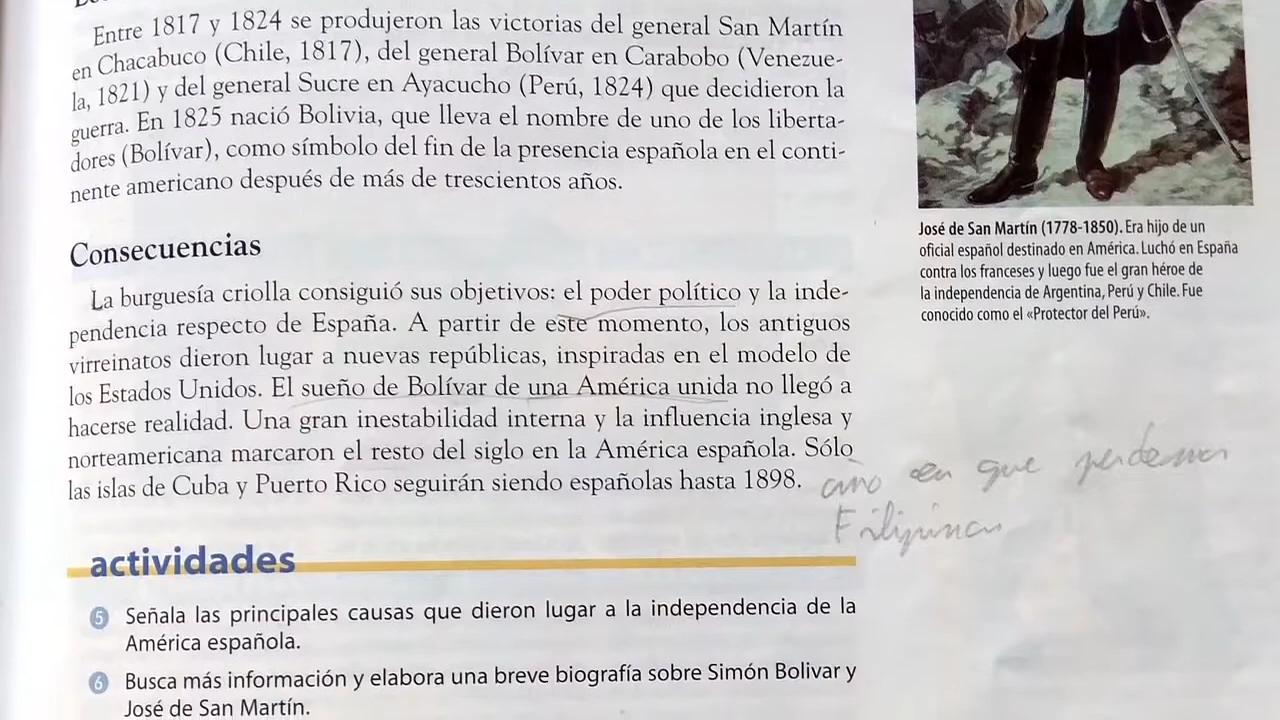 Entre 1817 y 1824 se produjeron las victorias del general San Martín
en Chacabuco (Chile, 1817), del general Bolívar en Carabobo (Venezue-
la, 1821) y del general Sucre en Ayacucho (Perú, 1824) que decidieron la
guerra. En 1825 nació Bolivia, que lleva el nombre de uno de los liberta-
dores (Bolívar), como símbolo del fin de la presencia española en el conti-
nente americano después de más de trescientos años.
Consecuencias
La burguesía criolla consiguió sus objetivos: el poder político y la inde-
pendencia respecto de España. A partir de este momento, los antiguos
virreinatos dieron lugar a nuevas repúblicas, inspiradas en el modelo de
los Estados Unidos. El sueño de Bolívar de una América unida no llegó a
hacerse realidad. Una gran inestabilidad interna y la influencia inglesa y
norteamericana marcaron el resto del siglo en la América española. Sólo
las islas de Cuba y Puerto Rico seguirán siendo españolas hasta 1898.
año en que perdemos
Filipinas
actividades
5 Señala las principales causas que dieron lugar a la independencia de la
América española.
6 Busca más información y elabora una breve biografía sobre Simón Bolivar y
José de San Martín.
José de San Martín (1778-1850). Era hijo de un
oficial español destinado en América. Luchó en España
contra los franceses y luego fue el gran héroe de
la independencia de Argentina, Perú y Chile. Fue
conocido como el «Protector del Perú».